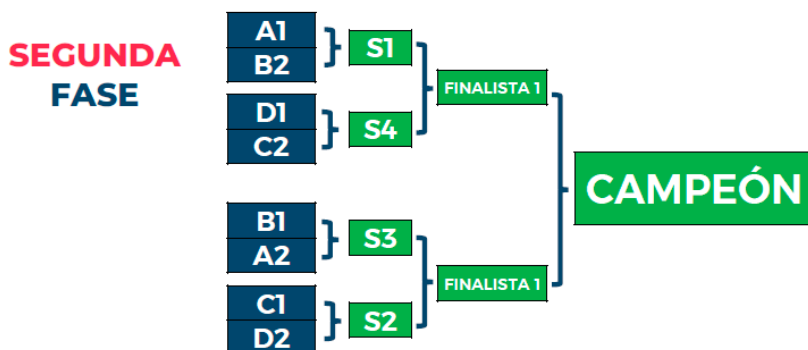 SEGUNDA
FASE
A1
B2
S1
D1
C2
S4
FINALISTA 1
B1
A2
S3
C1
D2
S2
FINALISTA 1
CAMPEÓN